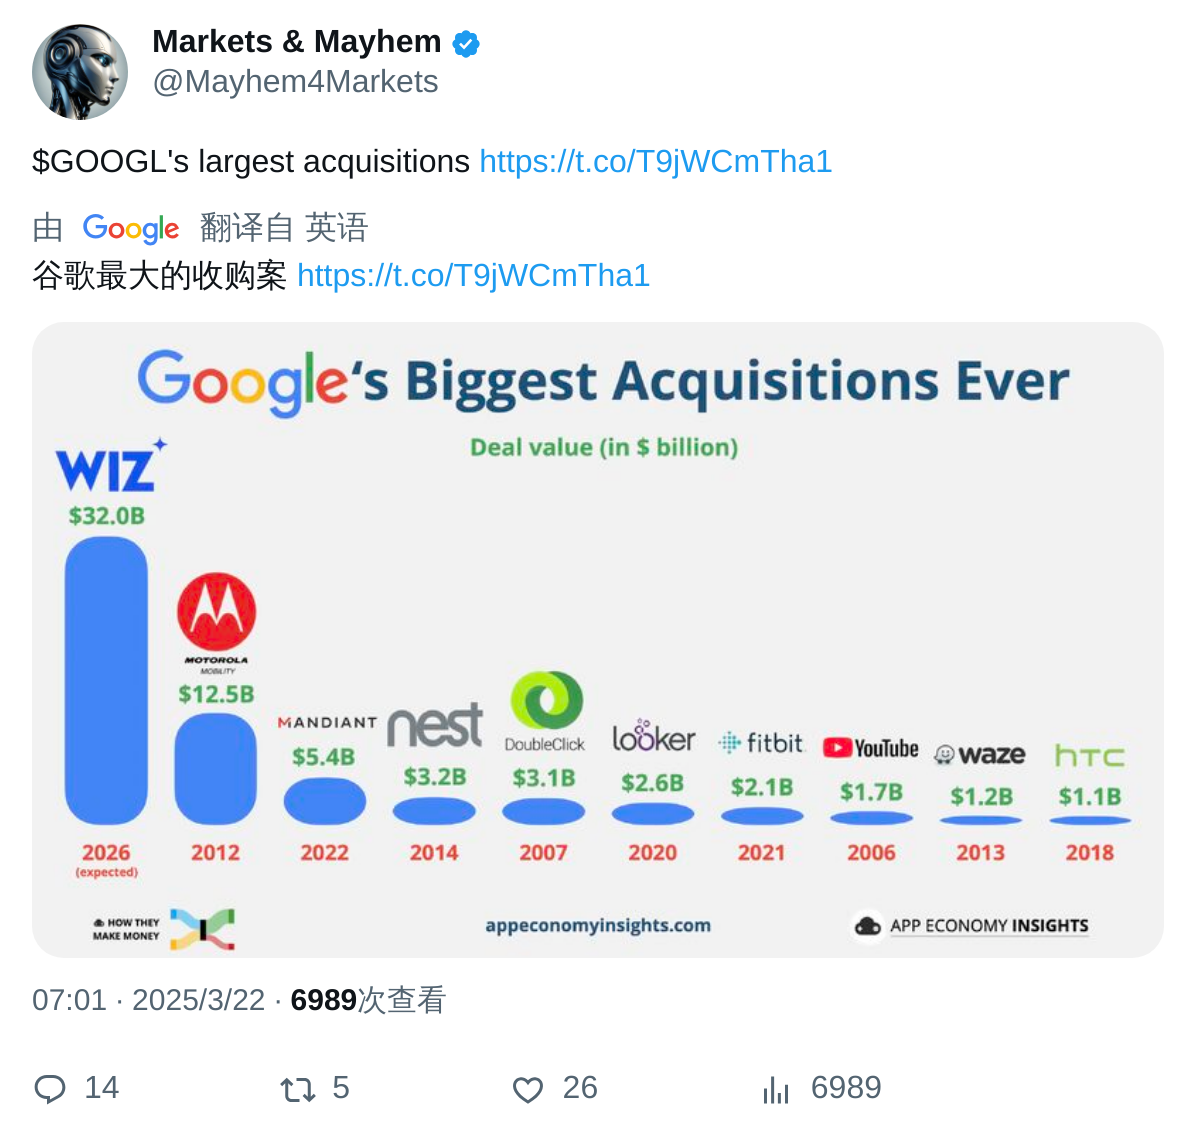 Markets & Mayhem
@Mayhem4Markets
$GOOGL's largest acquisitions https://t.co/T9jWCmTha1
由 Google 翻译自 英语
谷歌最大的收购案 https://t.co/T9jWCmTha1
Google‘s Biggest Acquisitions Ever
Deal value (in $ billion)
WIZ
$32.0B
2026
(expected)
MOTOROLA
MOBILITY
$12.5B
2012
MANDIANT
$5.4B
2022
nest
$3.2B
2014
DoubleClick
$3.1B
2007
looker
$2.6B
2020
fitbit
$2.1B
2021
YouTube
$1.7B
2006
waze
$1.2B
2013
hTC
$1.1B
2018
HOW THEY
MAKE MONEY
appeconomyinsights.com
APP ECONOMY INSIGHTS
07:01 · 2025/3/22 · 6989次查看
14 5 26 6989